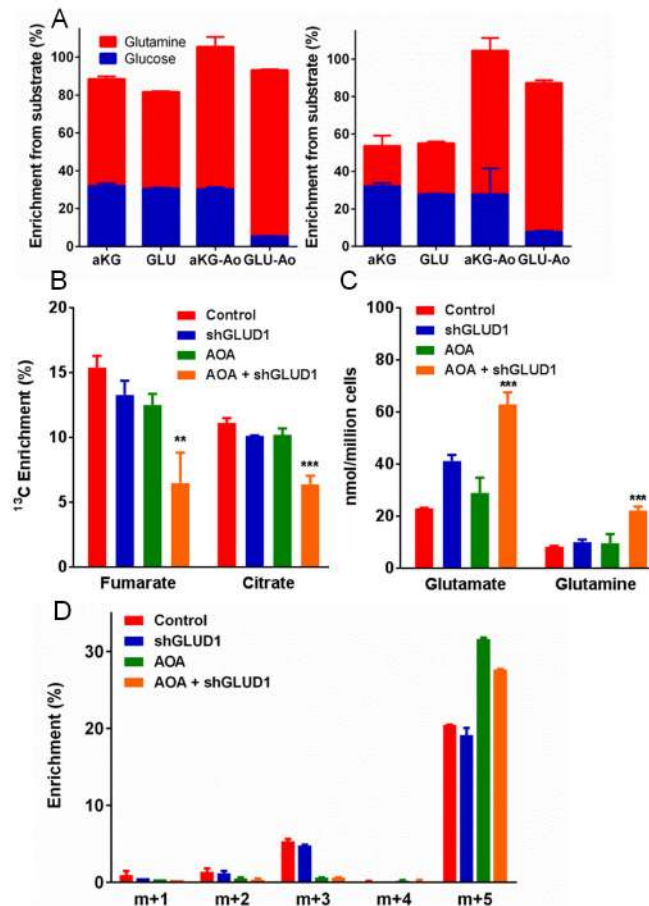 A
Enrichment from substrate (%)
100
80
60
40
20
0
Glutamine
Glucose
aKG GLU aKG-Ao GLU-Ao
Enrichment from substrate (%)
100
80
60
40
20
0
aKG GLU aKG-Ao GLU-Ao
B
¹³C Enrichment (%)
20
15
10
5
0
Control
shGLUD1
AOA
AOA + shGLUD1
**
***
Fumarate Citrate
C
nmol/million cells
100
80
60
40
20
0
Control
shGLUD1
AOA
AOA + shGLUD1
***
***
Glutamate Glutamine
D
Enrichment (%)
30
20
10
0
Control
shGLUD1
AOA
AOA + shGLUD1
m+1 m+2 m+3 m+4 m+5